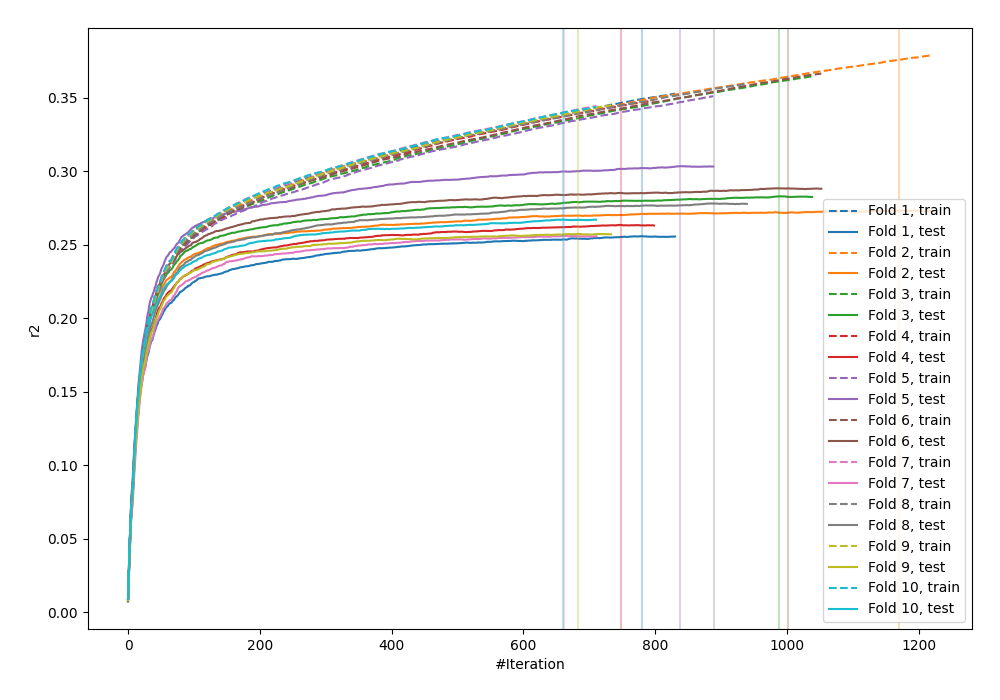 0.35
0.30
0.25
0.20
0.15
0.10
0.05
0.00
r2
0
200
400
600
800
1000
1200
#Iteration
Fold 1, train
Fold 1, test
Fold 2, train
Fold 2, test
Fold 3, train
Fold 3, test
Fold 4, train
Fold 4, test
Fold 5, train
Fold 5, test
Fold 6, train
Fold 6, test
Fold 7, train
Fold 7, test
Fold 8, train
Fold 8, test
Fold 9, train
Fold 9, test
Fold 10, train
Fold 10, test